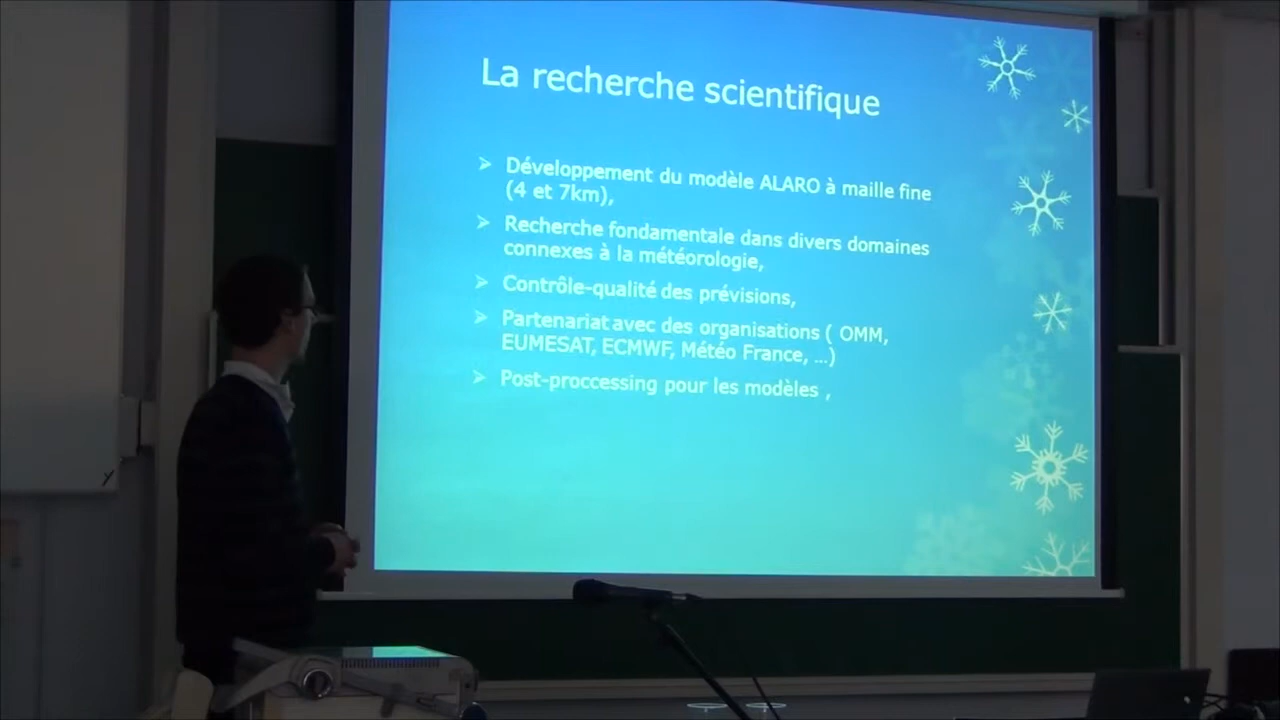 La recherche scientifique
➢ Développement du modèle ALARO à maille fine
(4 et 7km),
➢ Recherche fondamentale dans divers domaines
connexes à la météorologie,
➢ Contrôle-qualité des prévisions,
➢ Partenariat avec des organisations ( OMM,
EUMESAT, ECMWF, Météo France, …)
➢ Post-proccessing pour les modèles ,